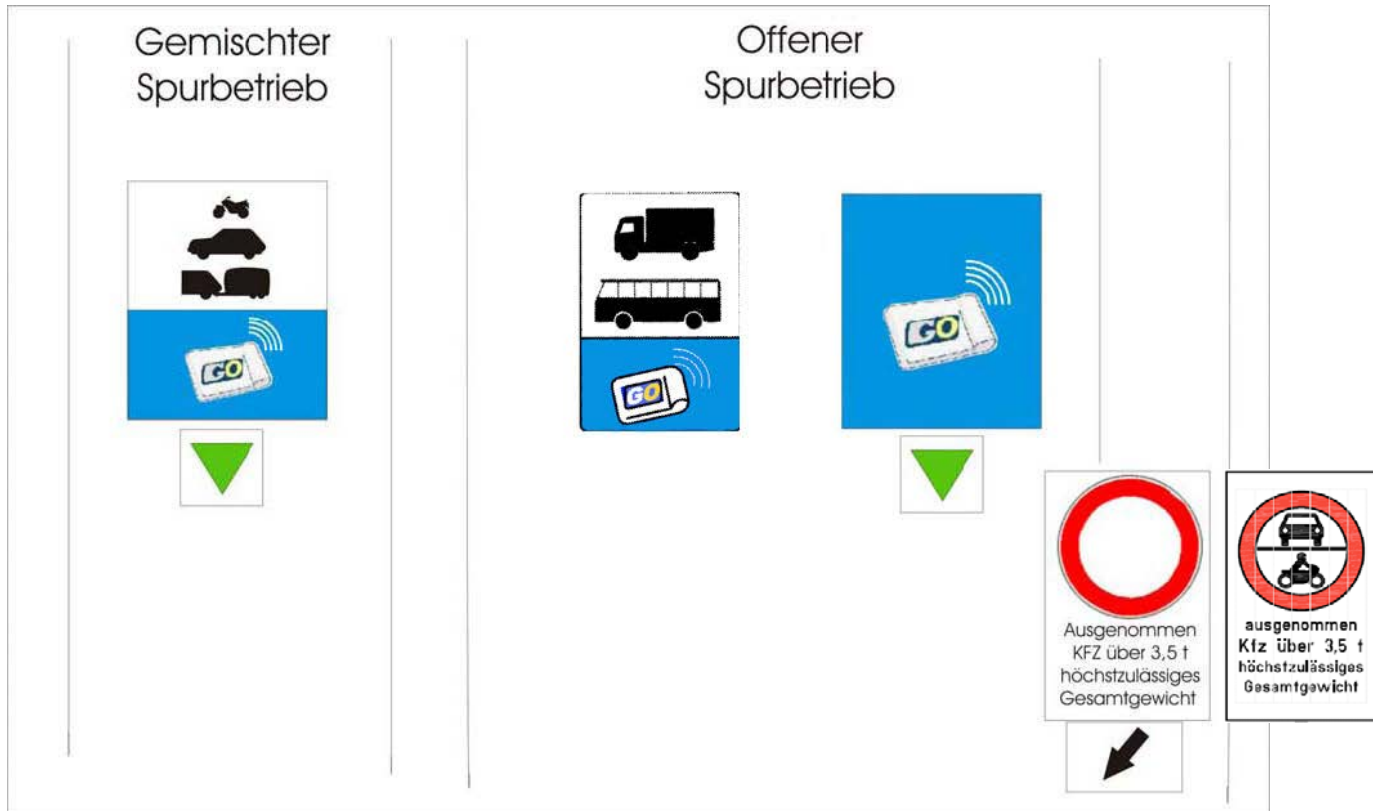 Gemischter
Spurbetrieb
Offener
Spurbetrieb
GO
GO
GO
Ausgenommen
KFZ über 3,5 t
höchstzulässiges
Gesamtgewicht
ausgenommen
Kfz über 3,5 t
höchstzulässiges
Gesamtgewicht